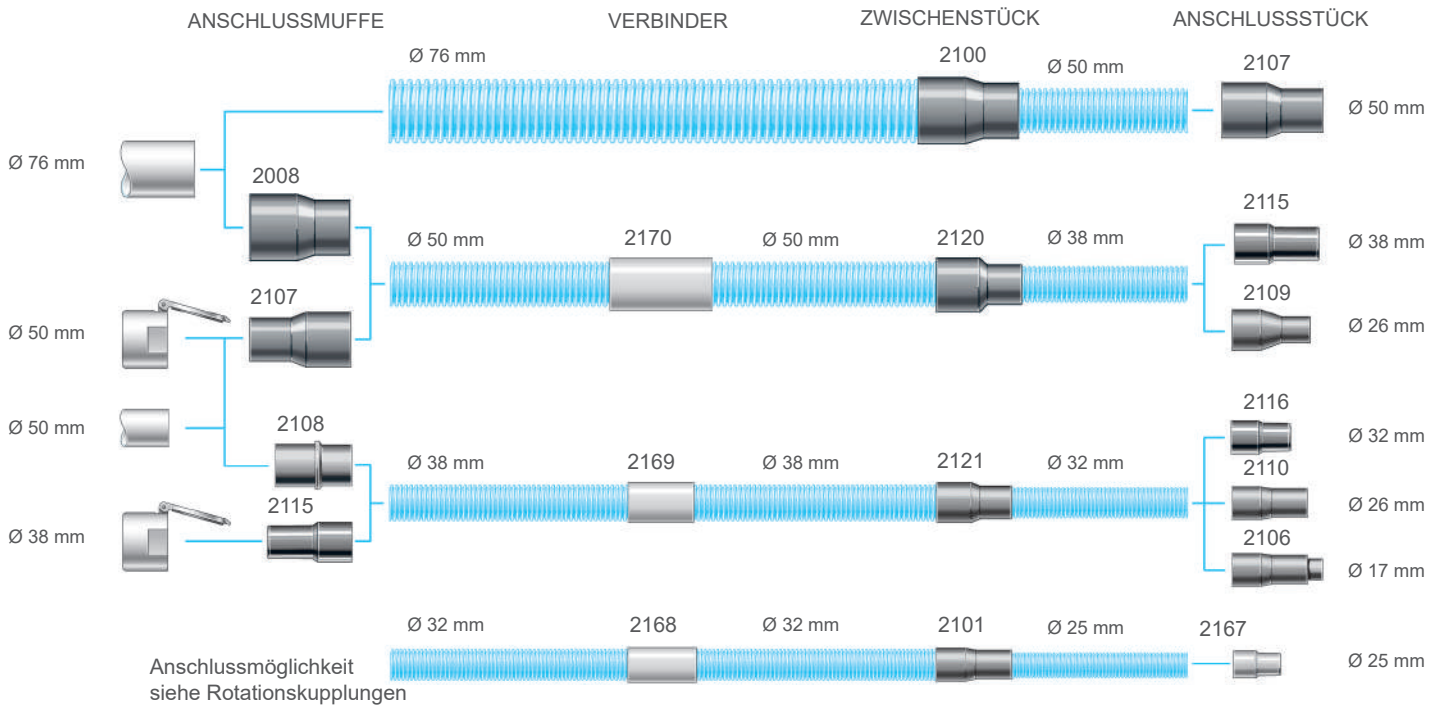 ANSCHLUSSMUFFE VERBINDER ZWISCHENSTÜCK ANSCHLUSSSTÜCK
Ø 76 mm 2100 Ø 50 mm 2107
Ø 50 mm
Ø 76 mm
2008
2115
Ø 50 mm 2170 Ø 50 mm 2120 Ø 38 mm Ø 38 mm
2107 2109
Ø 50 mm Ø 26 mm
2116
Ø 50 mm 2108 Ø 32 mm
Ø 38 mm 2169 Ø 38 mm 2121 Ø 32 mm 2110
2115 Ø 26 mm
Ø 38 mm 2106
Ø 17 mm
Ø 32 mm 2168 Ø 32 mm 2101 Ø 25 mm 2167
Anschlussmöglichkeit Ø 25 mm
siehe Rotationskupplungen